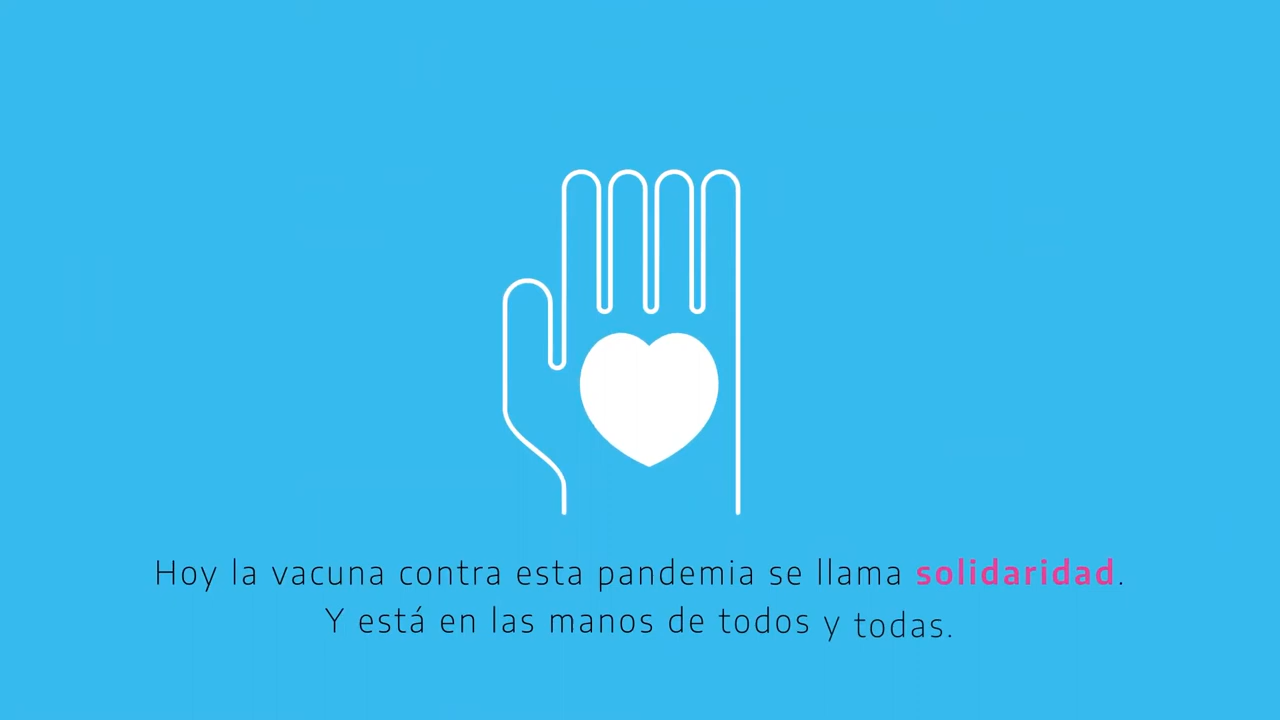 Hoy la vacuna contra esta pandemia se llama solidaridad.
Y está en las manos de todos y todas.